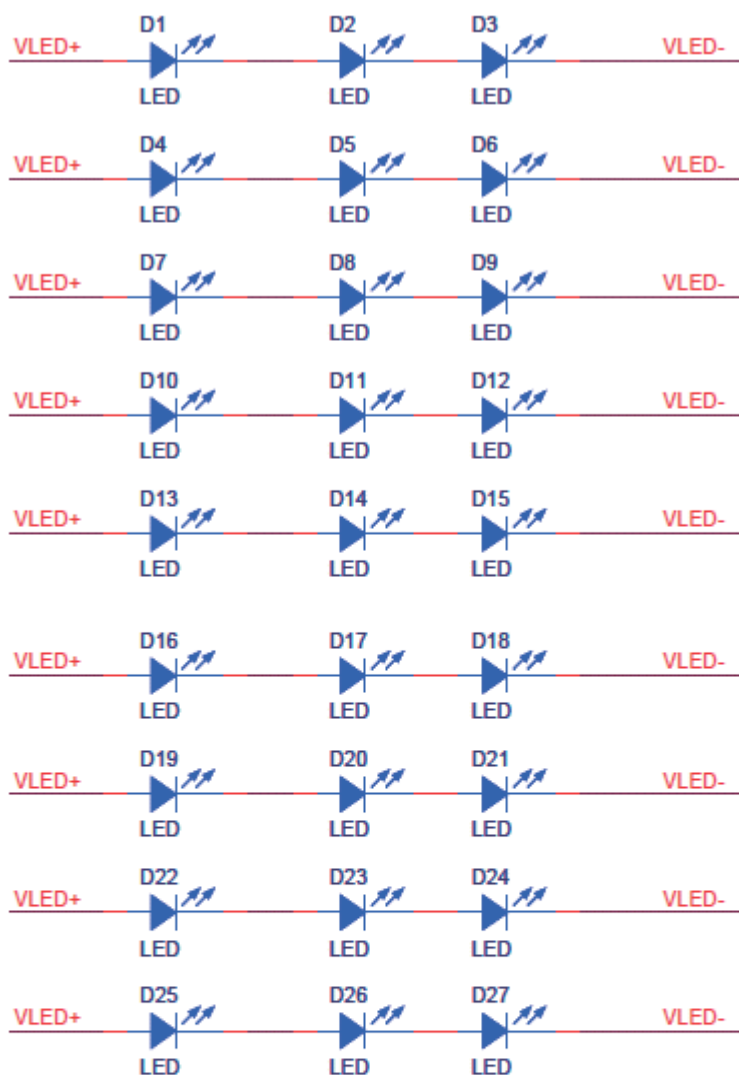 D1 D2 D3
VLED+ VLED-
LED LED LED
D4 D5 D6
VLED+ VLED-
LED LED LED
D7 D8 D9
VLED+ VLED-
LED LED LED
D10 D11 D12
VLED+ VLED-
LED LED LED
D13 D14 D15
VLED+ VLED-
LED LED LED
D16 D17 D18
VLED+ VLED-
LED LED LED
D19 D20 D21
VLED+ VLED-
LED LED LED
D22 D23 D24
VLED+ VLED-
LED LED LED
D25 D26 D27
VLED+ VLED-
LED LED LED